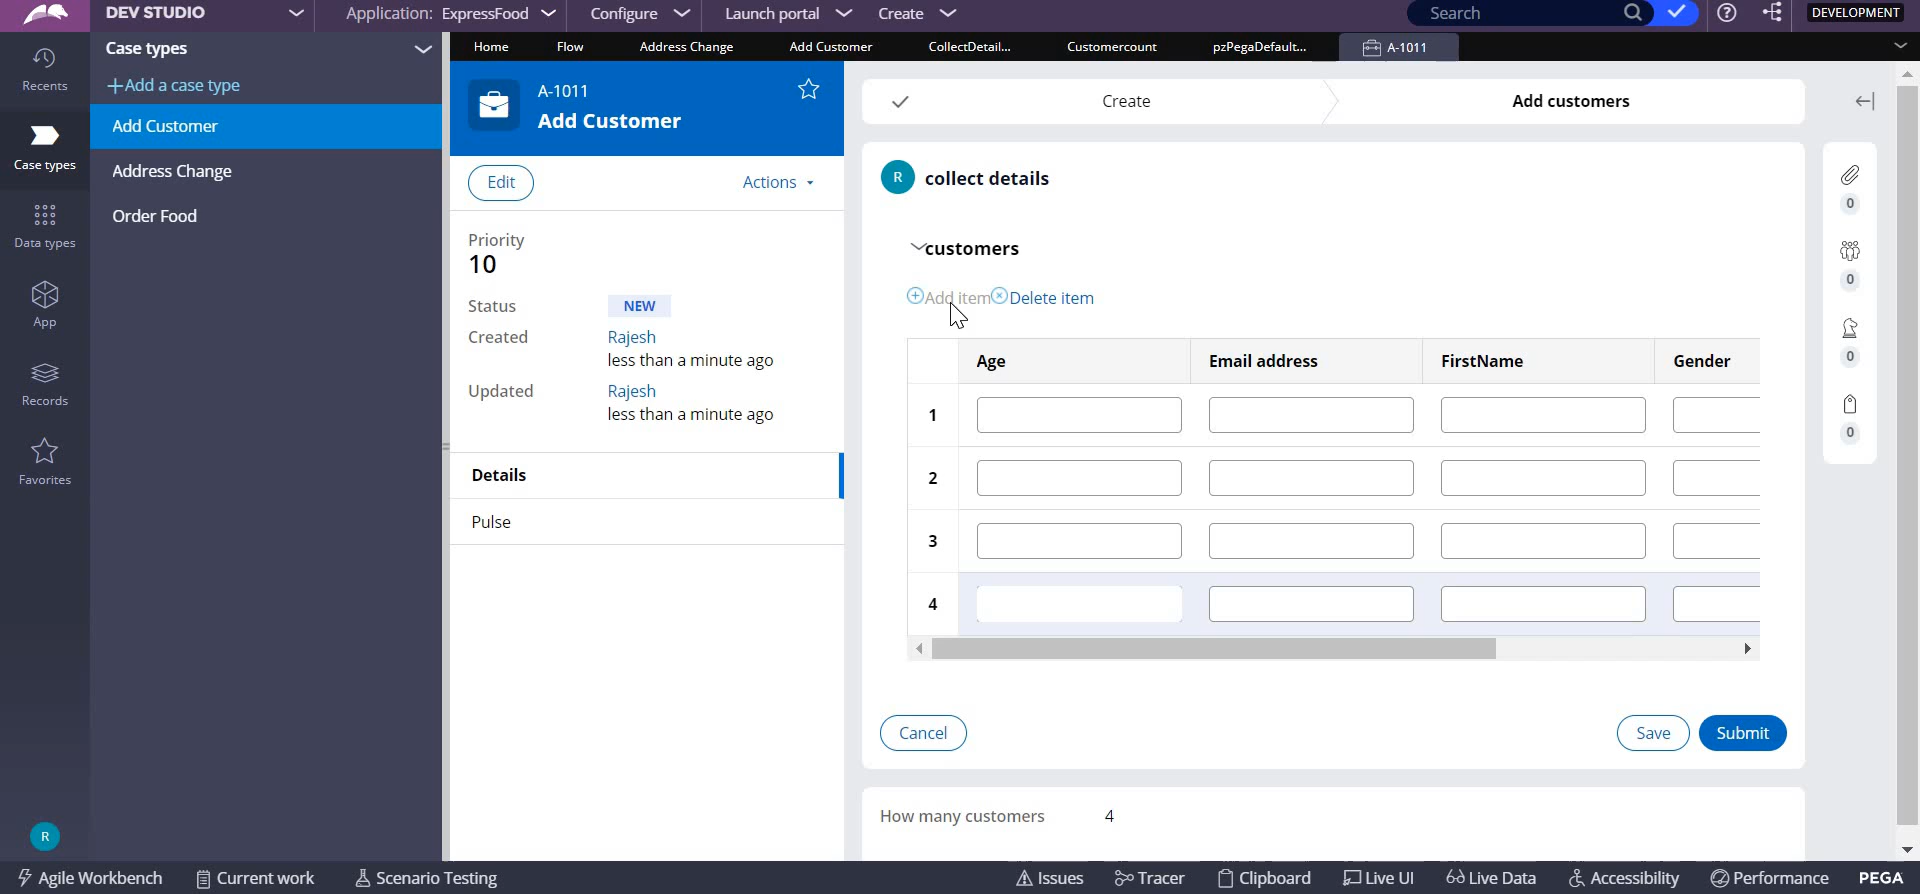 DEV STUDIO
Application: ExpressFood
Configure
Launch portal
Create
Search
DEVELOPMENT
Recents
Case types
Data types
App
Records
Favorites
R
Case types
+Add a case type
Add Customer
Address Change
Order Food
Home
Flow
Address Change
Add Customer
CollectDetail...
Customercount
pzPegaDefault...
A-1011
A-1011
Add Customer
Edit
Actions
Priority
10
Status NEW
Created Rajesh
less than a minute ago
Updated Rajesh
less than a minute ago
Details
Pulse
Create
Add customers
R
collect details
customers
Add item Delete item
Age Email address FirstName Gender
1
2
3
4
Cancel
Save
Submit
How many customers 4
0
0
0
0
Agile Workbench
Current work
Scenario Testing
Issues
Tracer
Clipboard
Live UI
Live Data
Accessibility
Performance
PEGA